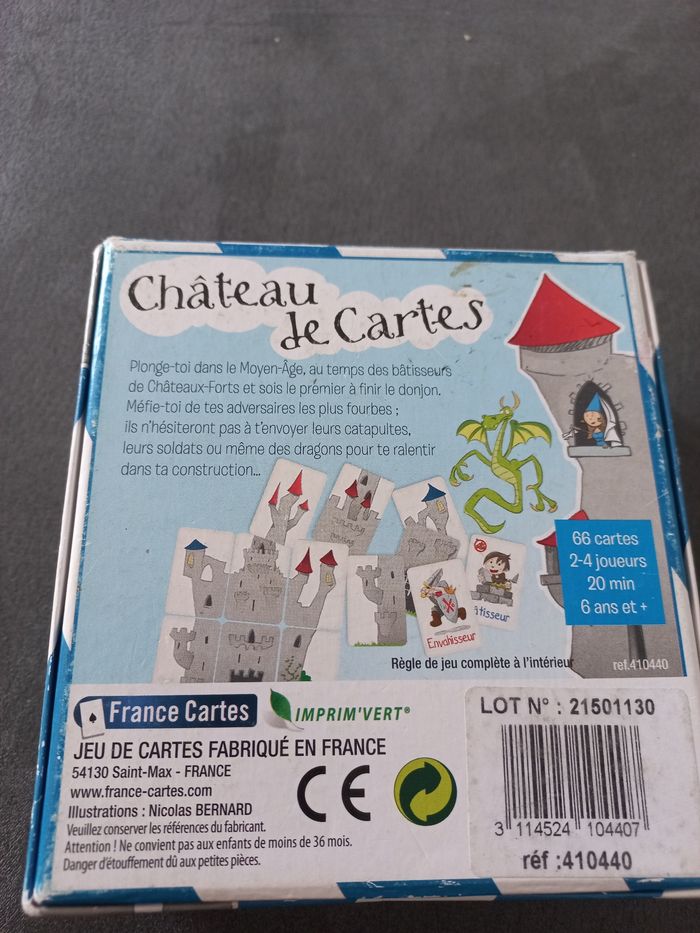 Château
de Cartes
Plonge-toi dans le Moyen-Âge, au temps des bâtisseurs
de Châteaux-Forts et sois le premier à finir le donjon.
Méfie-toi de tes adversaires les plus fourbes ;
ils n'hésiteront pas à t'envoyer leurs catapultes,
leurs soldats ou même des dragons pour te ralentir
dans ta construction...
66 cartes
2-4 joueurs
20 min
6 ans et +
âtisseur
Envahisseur
Règle de jeu complète à l'intérieur
ref.410440
France Cartes
IMPRIM'VERT®
JEU DE CARTES FABRIQUÉ EN FRANCE
54130 Saint-Max - FRANCE
www.france-cartes.com
Illustrations : Nicolas BERNARD
Veuillez conserver les références du fabricant.
Attention ! Ne convient pas aux enfants de moins de 36 mois.
Danger d'étouffement dû aux petites pièces.
CE
LOT N° : 21501130
3 114524 104407
réf :410440